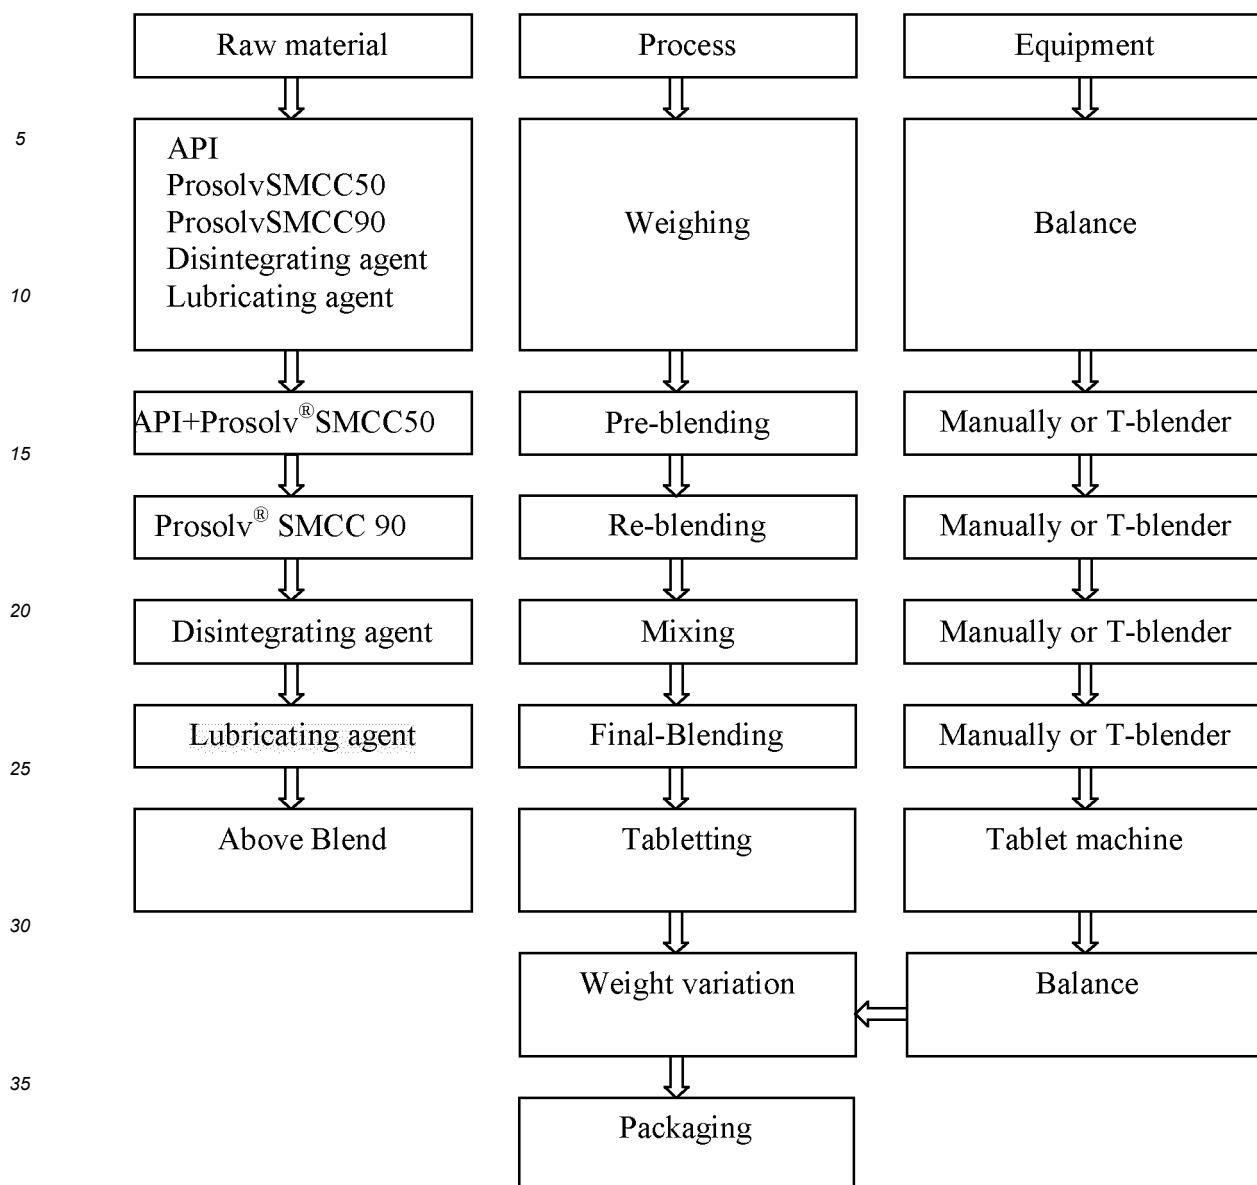 Raw material
Process
Equipment
5
API
ProsolvSMCC50
ProsolvSMCC90
Disintegrating agent
Lubricating agent
Weighing
Balance
10
API+Prosolv®SMCC50
Pre-blending
Manually or T-blender
15
Prosolv® SMCC 90
Re-blending
Manually or T-blender
20
Disintegrating agent
Mixing
Manually or T-blender
Lubricating agent
Final-Blending
Manually or T-blender
25
Above Blend
Tabletting
Tablet machine
30
Weight variation
Balance
35
Packaging